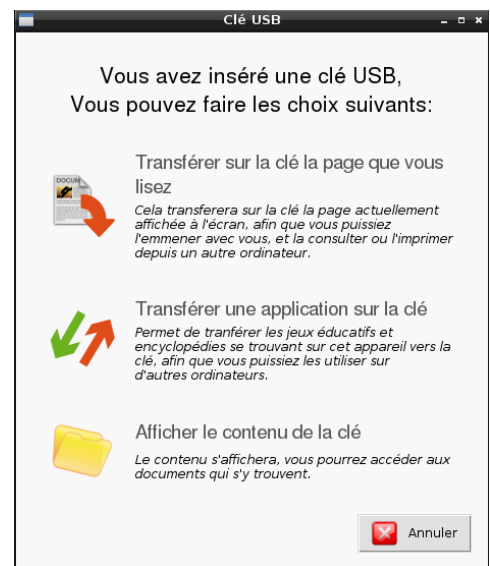 Clé USB
Vous avez inséré une clé USB,
Vous pouvez faire les choix suivants:
Transférer sur la clé la page que vous
lisez
DOCUM
Cela transferera sur la clé la page actuellement
affichée à l'écran, afin que vous puissiez
l'emmener avec vous, et la consulter ou l'imprimer
depuis un autre ordinateur.
Transférer une application sur la clé
Permet de tranférer les jeux éducatifs et
encyclopédies se trouvant sur cet appareil vers la
clé, afin que vous puissiez les utiliser sur
d'autres ordinateurs.
Afficher le contenu de la clé
Le contenu s'affichera, vous pourrez accéder aux
documents qui s'y trouvent.
Annuler